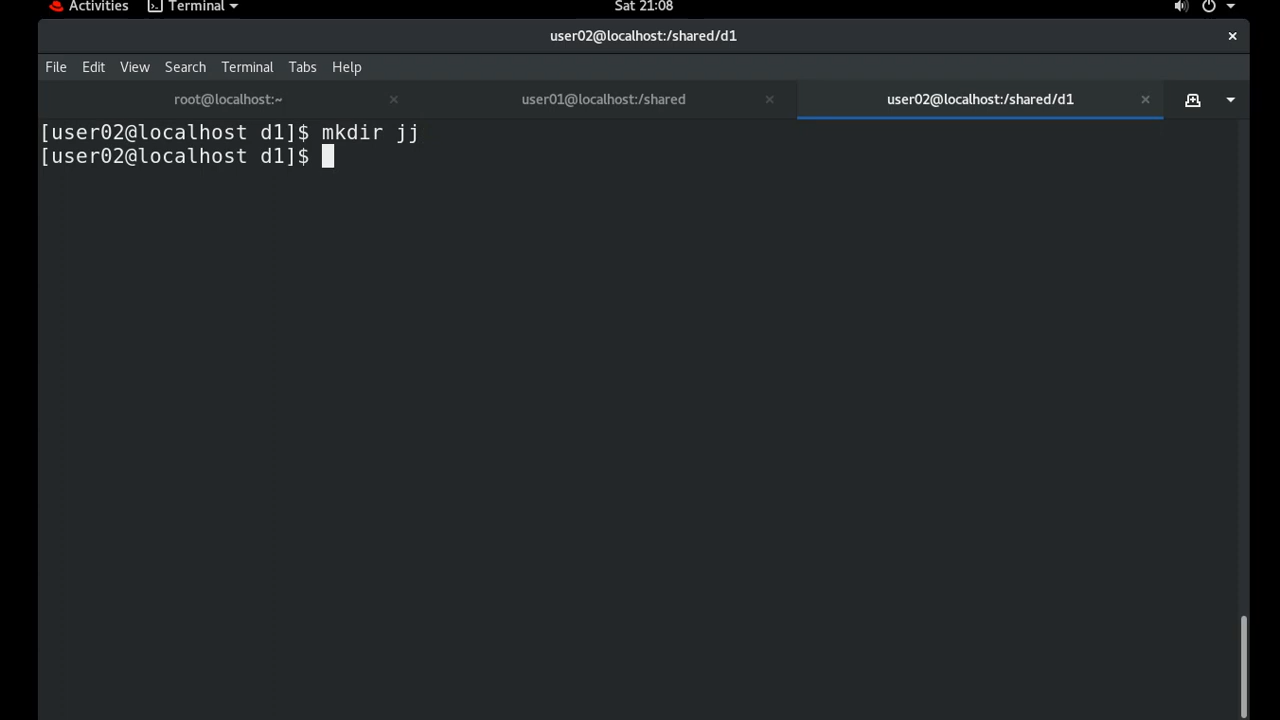 Activities Terminal Sat 21:08
user02@localhost:/shared/d1
File Edit View Search Terminal Tabs Help
root@localhost:~ user01@localhost:/shared user02@localhost:/shared/d1
[user02@localhost d1]$ mkdir jj
[user02@localhost d1]$